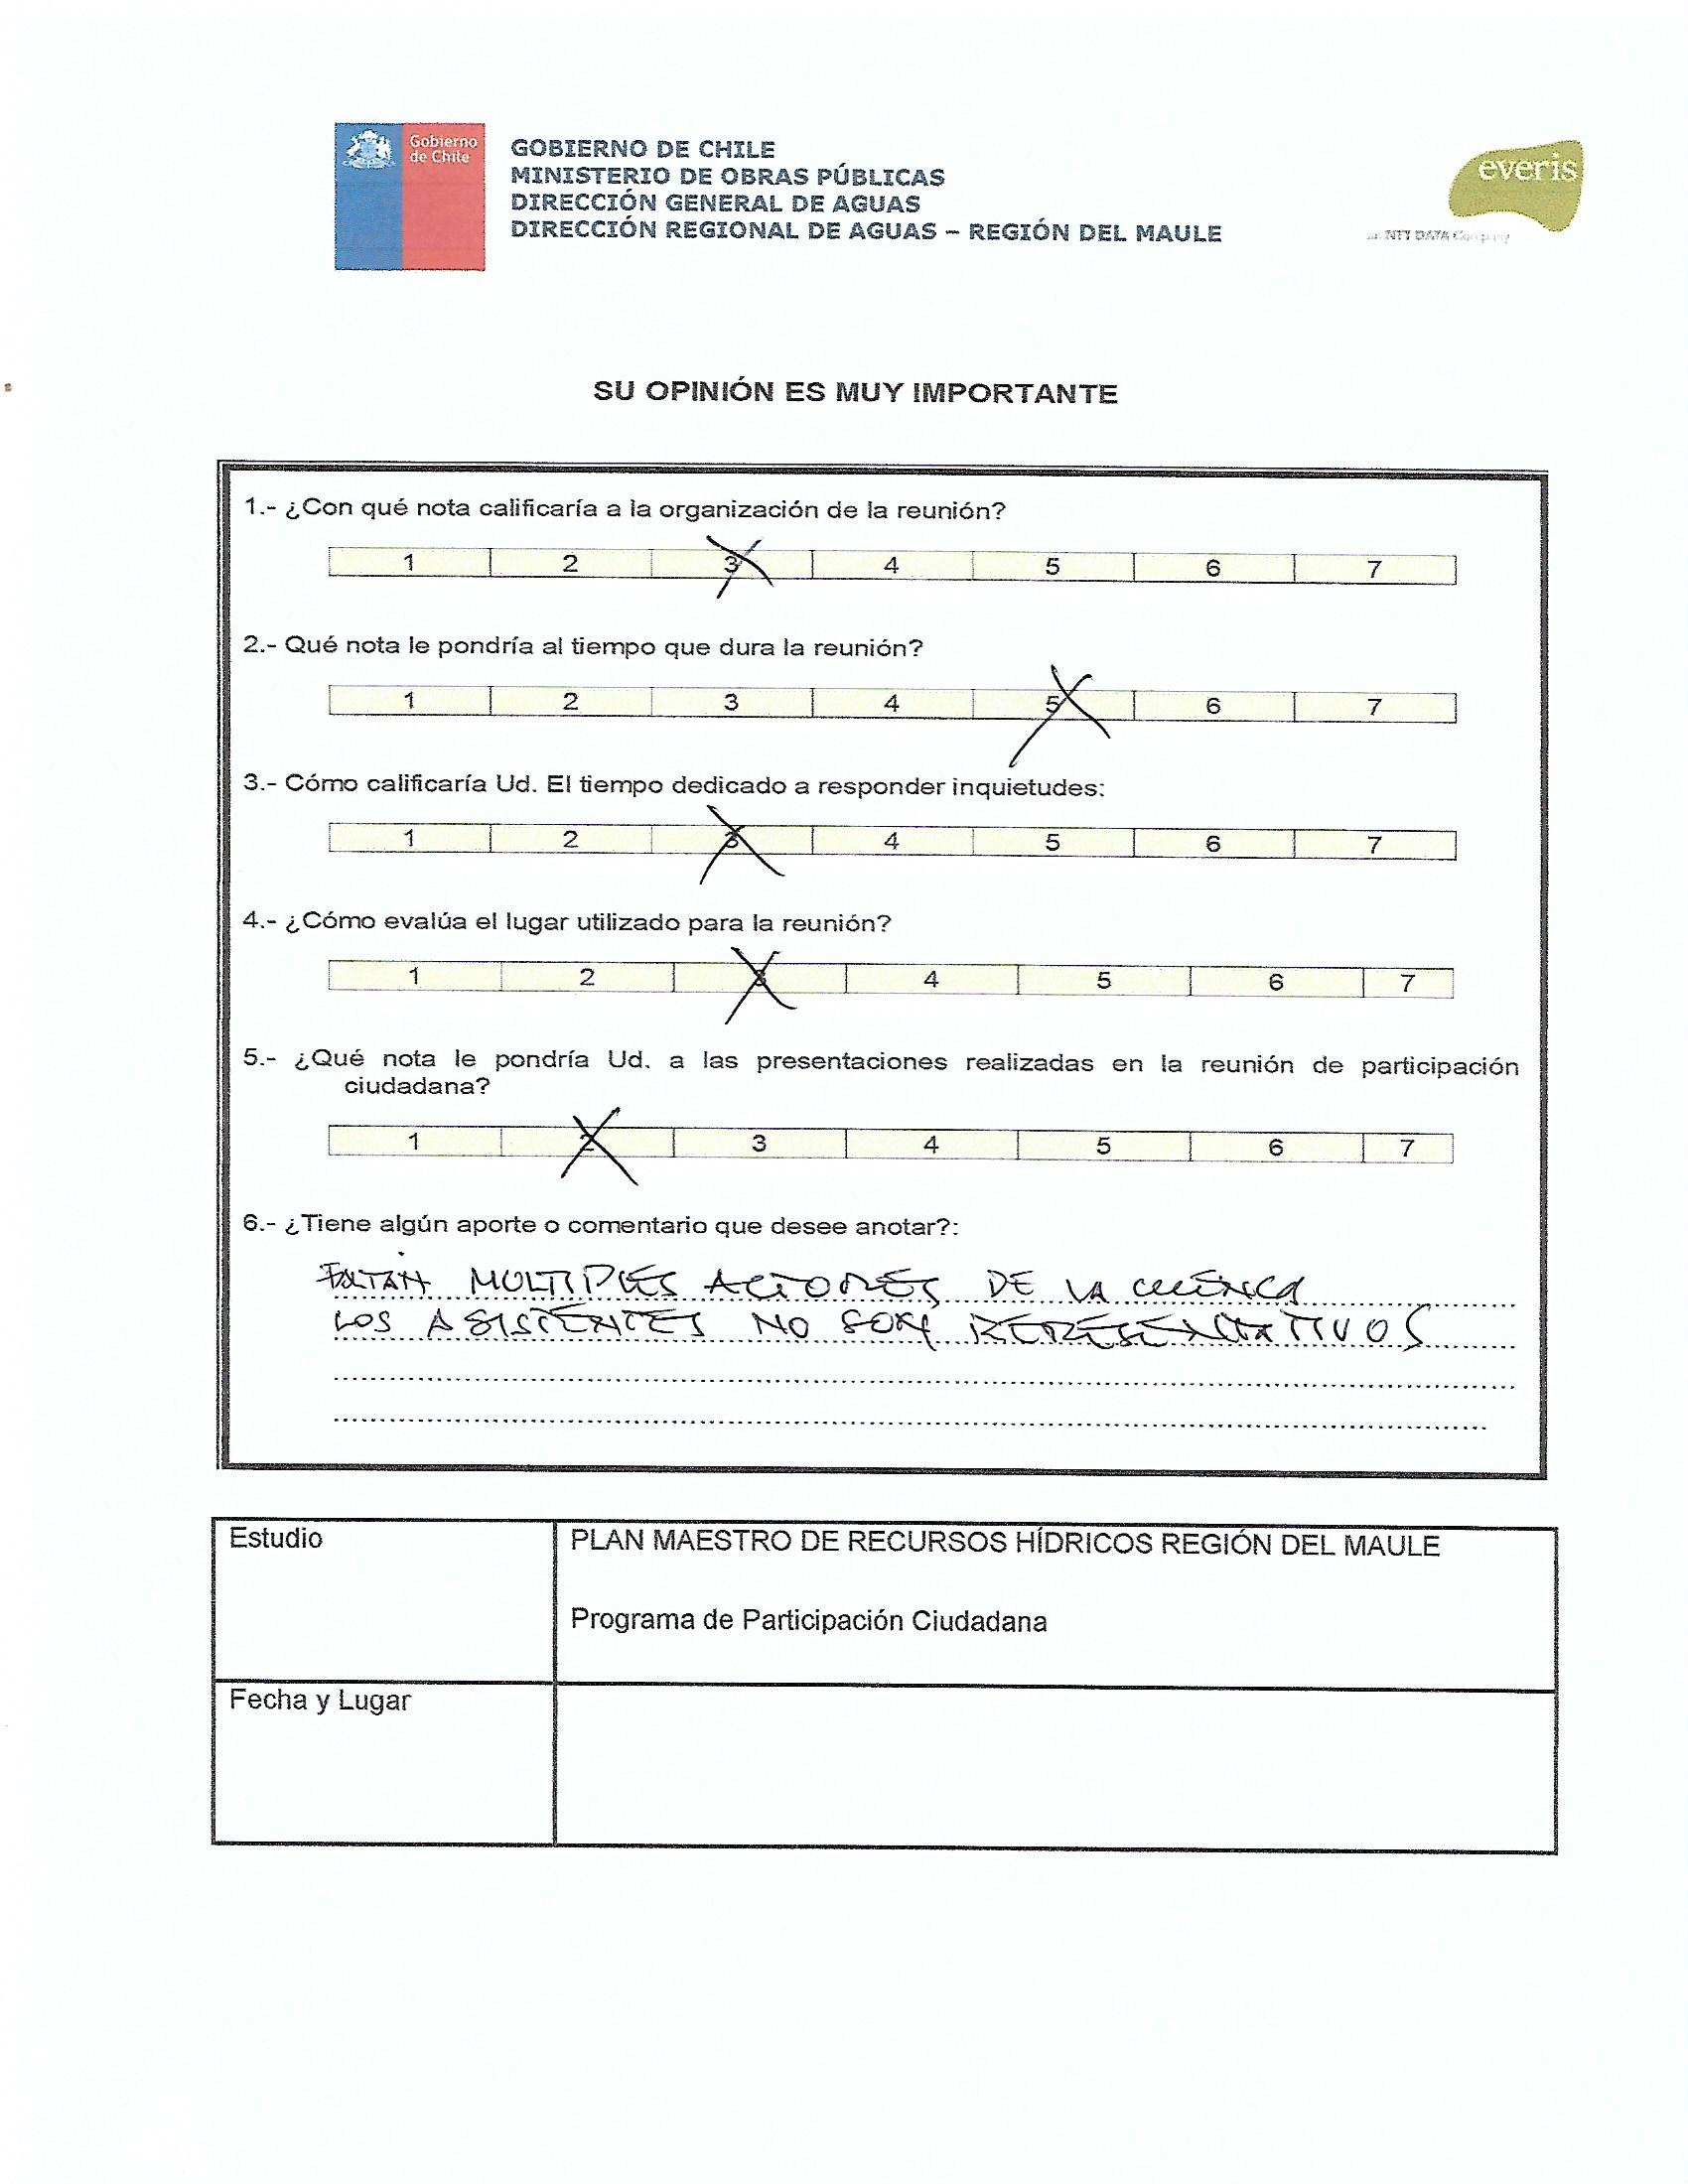 Gobierno
de Chile
GOBIERNO DE CHILE
MINISTERIO DE OBRAS PÚBLICAS
DIRECCIÓN GENERAL DE AGUAS
DIRECCIÓN REGIONAL DE AGUAS – REGIÓN DEL MAULE
everis
an NTT DATA Company
SU OPINIÓN ES MUY IMPORTANTE
1.- ¿Con qué nota calificaría a la organización de la reunión?
1 2 3 4 5 6 7
2.- Qué nota le pondría al tiempo que dura la reunión?
1 2 3 4 5 6 7
3.- Cómo calificaría Ud. El tiempo dedicado a responder inquietudes:
1 2 3 4 5 6 7
4.- ¿Cómo evalúa el lugar utilizado para la reunión?
1 2 3 4 5 6 7
5.- ¿Qué nota le pondría Ud. a las presentaciones realizadas en la reunión de participación
ciudadana?
1 2 3 4 5 6 7
6.- ¿Tiene algún aporte o comentario que desee anotar?:
FALTAN MULTIPLES ACTORES DE LA CUENCA
LOS ASISTENTES NO SON REPRESENTATIVOS
Estudio
PLAN MAESTRO DE RECURSOS HÍDRICOS REGIÓN DEL MAULE
Programa de Participación Ciudadana
Fecha y Lugar